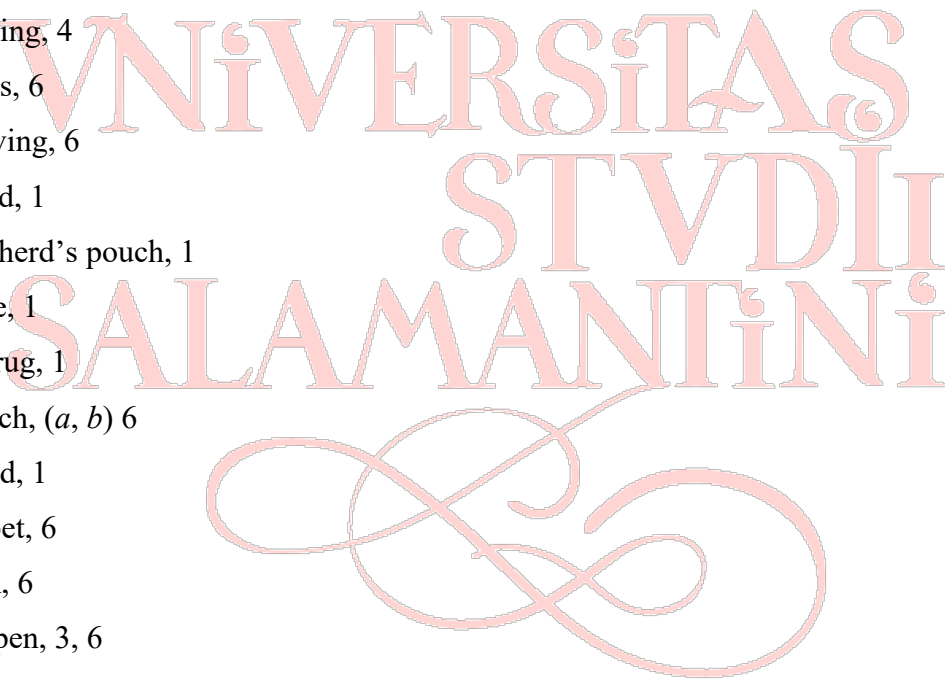 ing, 4
s, 6
ving, 6
d, 1
herd’s pouch, 1
e, 1
rug, 1
ch, (a, b) 6
d, 1
et, 6
, 6
pen, 3, 6
VNiVERSiTAS
STVDII
SALAMANTiNi